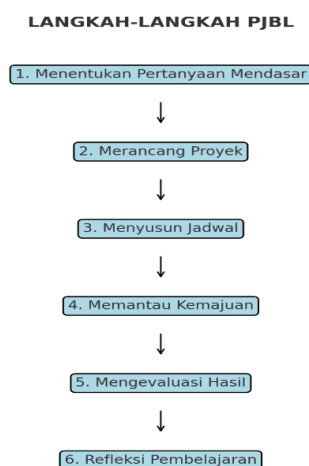 LANGKAH-LANGKAH PJBL
1. Menentukan Pertanyaan Mendasar
2. Merancang Proyek
3. Menyusun Jadwal
4. Memantau Kemajuan
5. Mengevaluasi Hasil
6. Refleksi Pembelajaran